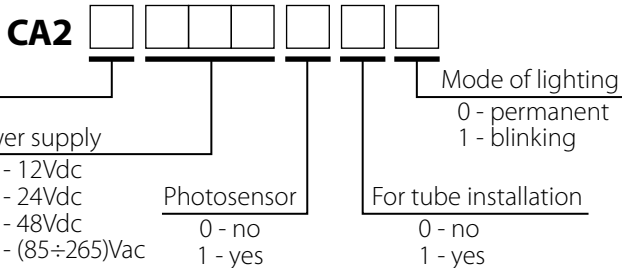 CA2
Mode of lighting
0 - permanent
1 - blinking
supply
- 12Vdc
- 24Vdc
- 48Vdc
- (85÷265)Vac
Photosensor
0 - no
1 - yes
For tube installation
0 - no
1 - yes